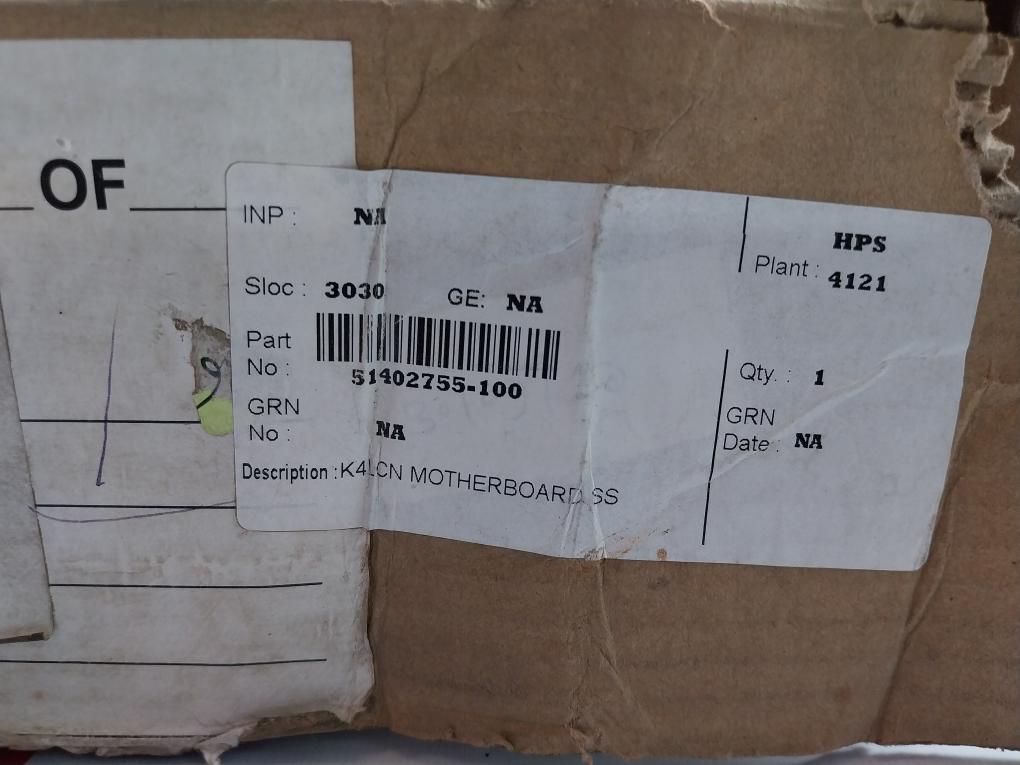 OF
INP : NA
HPS
Plant : 4121
Sloc : 3030 GE: NA
Part
No :
51402755-100
Qty. : 1
GRN
No : NA
GRN
Date : NA
Description : K4LCN MOTHERBOARD SS